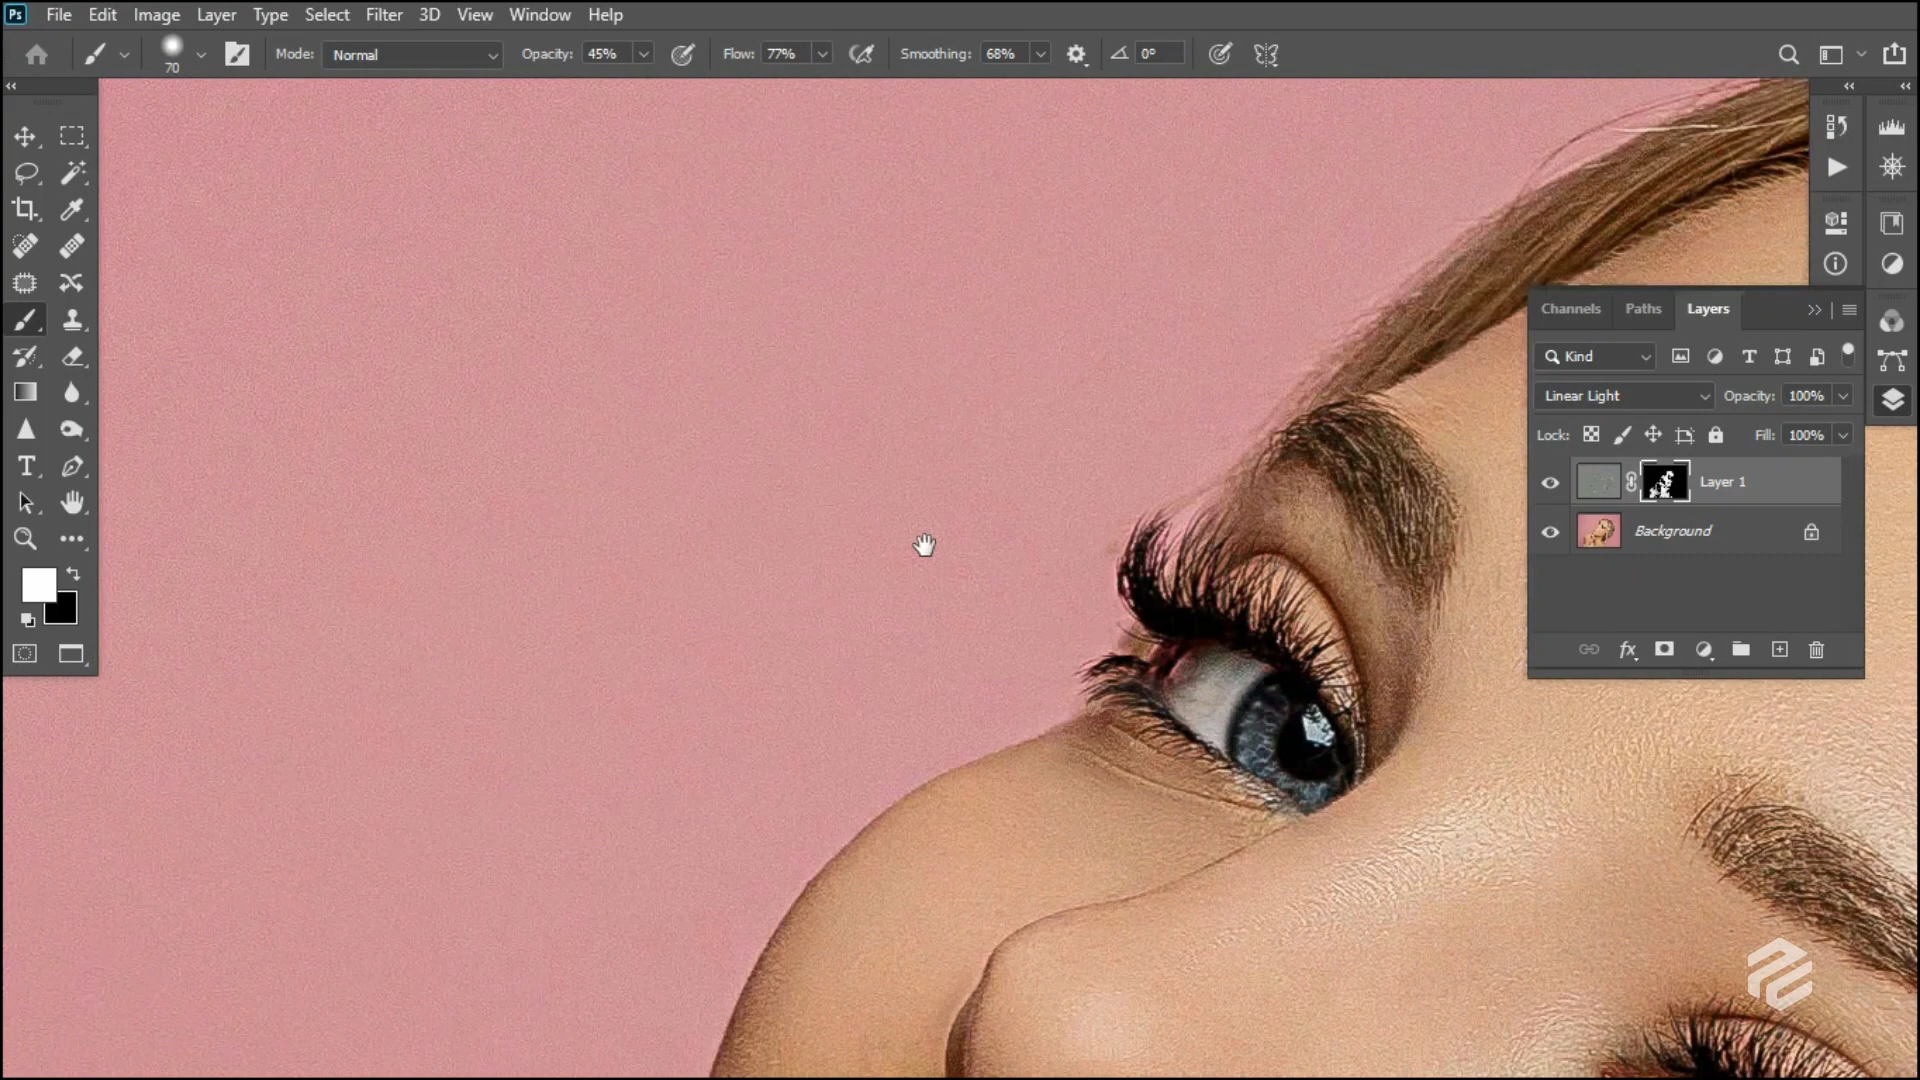 Ps File Edit Image Layer Type Select Filter 3D View Window Help
70 Mode: Normal Opacity: 45% Flow: 77% Smoothing: 68% 0°
Channels Paths Layers
Kind
Linear Light Opacity: 100%
Lock: Fill: 100%
Layer 1
Background